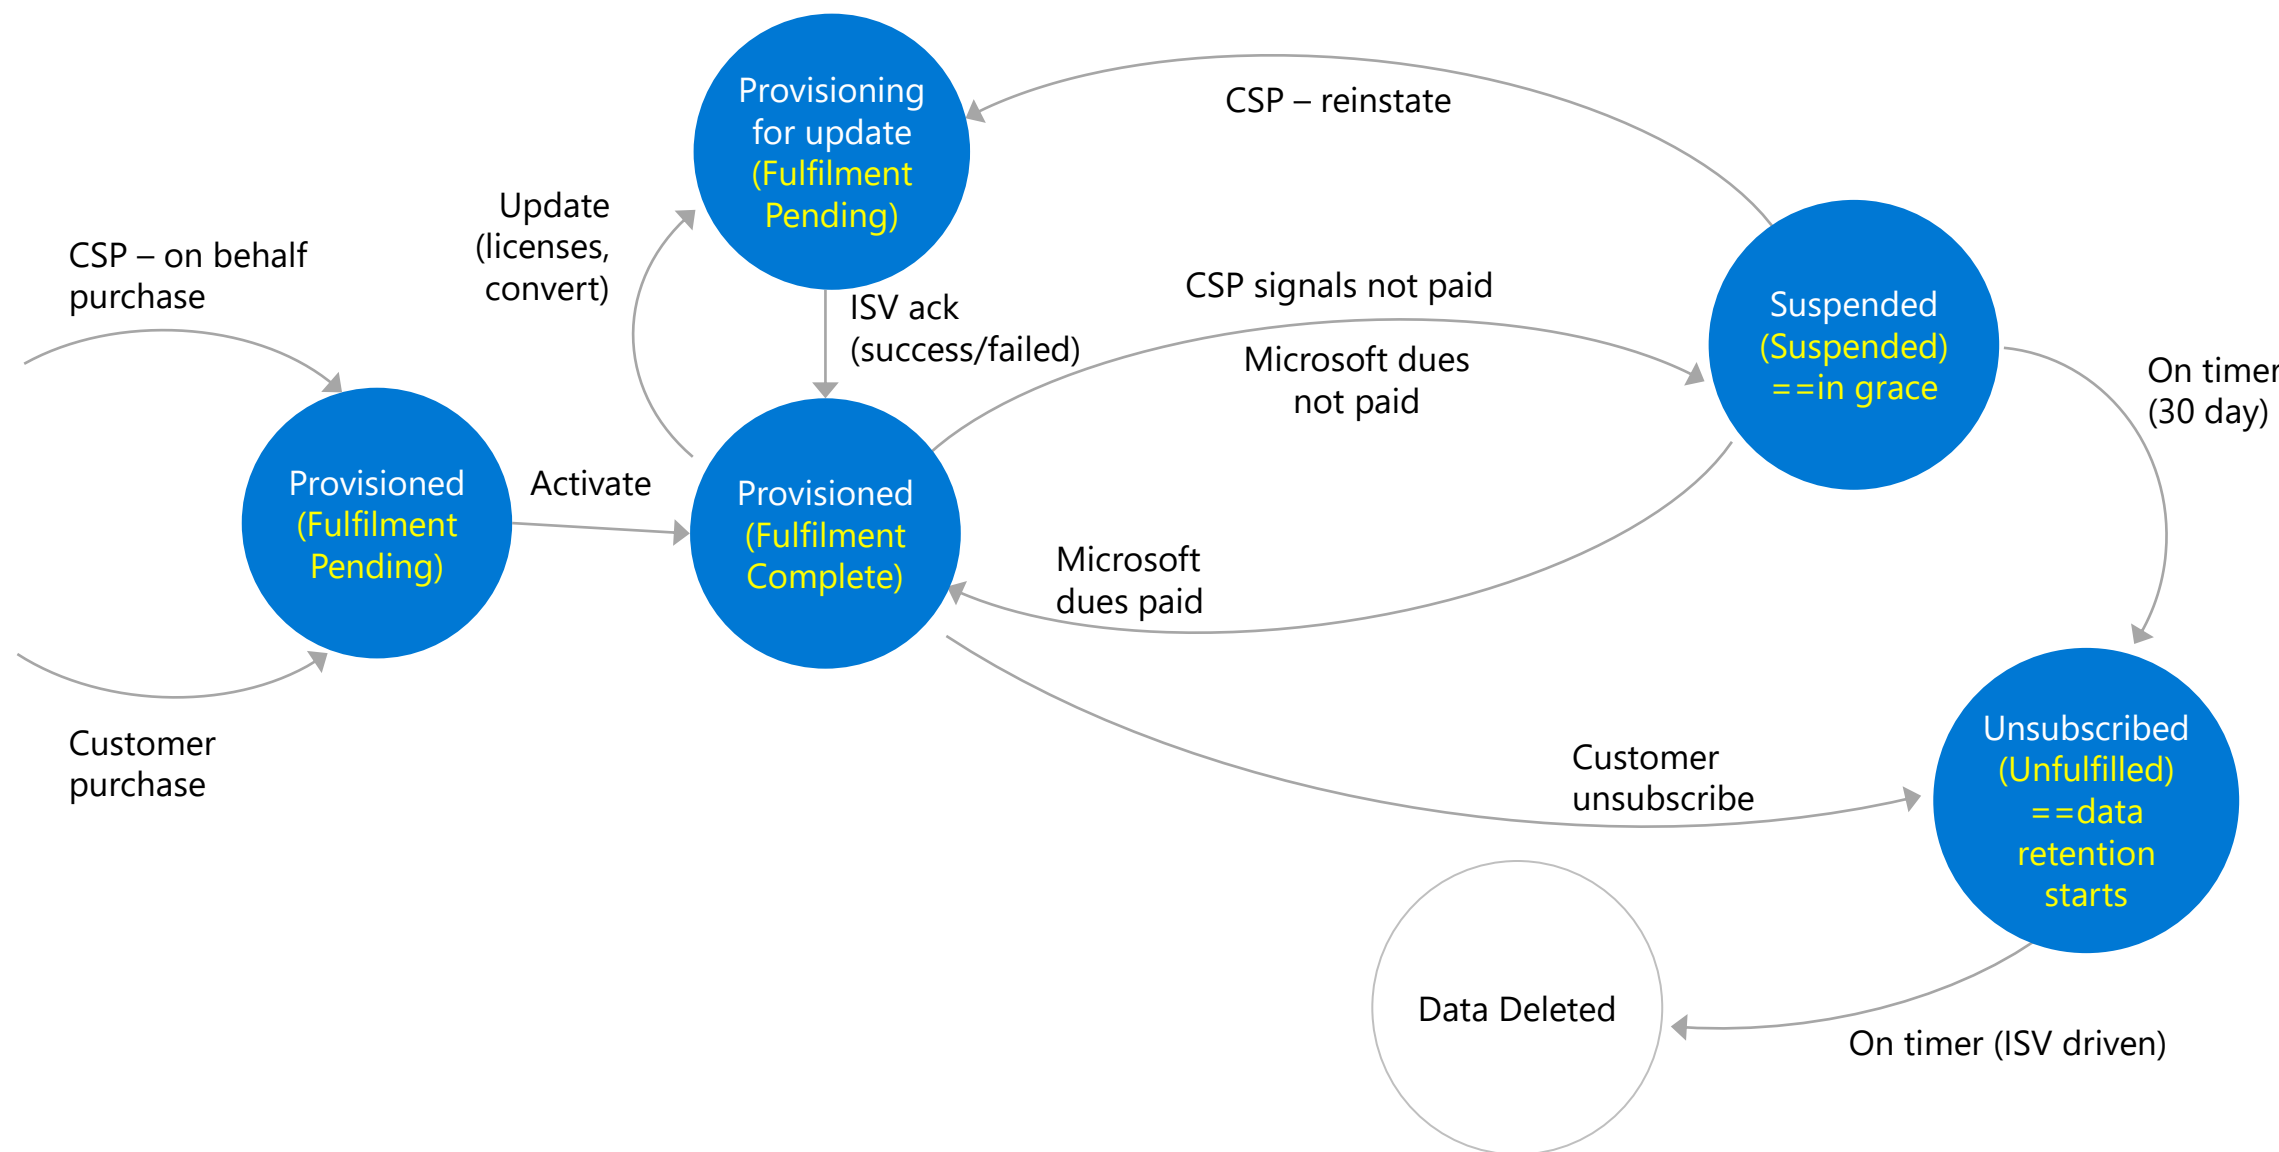 Provisioning
for update
(Fulfilment
Pending)
CSP – reinstate
Update
(licenses,
convert)
CSP – on behalf
purchase
ISV ack
(success/failed)
CSP signals not paid
Microsoft dues
not paid
Suspended
(Suspended)
==in grace
On timer
(30 day)
Provisioned
(Fulfilment
Pending)
Activate
Provisioned
(Fulfilment
Complete)
Microsoft
dues paid
Customer
purchase
Customer
unsubscribe
Unsubscribed
(Unfulfilled)
==data
retention
starts
Data Deleted
On timer (ISV driven)